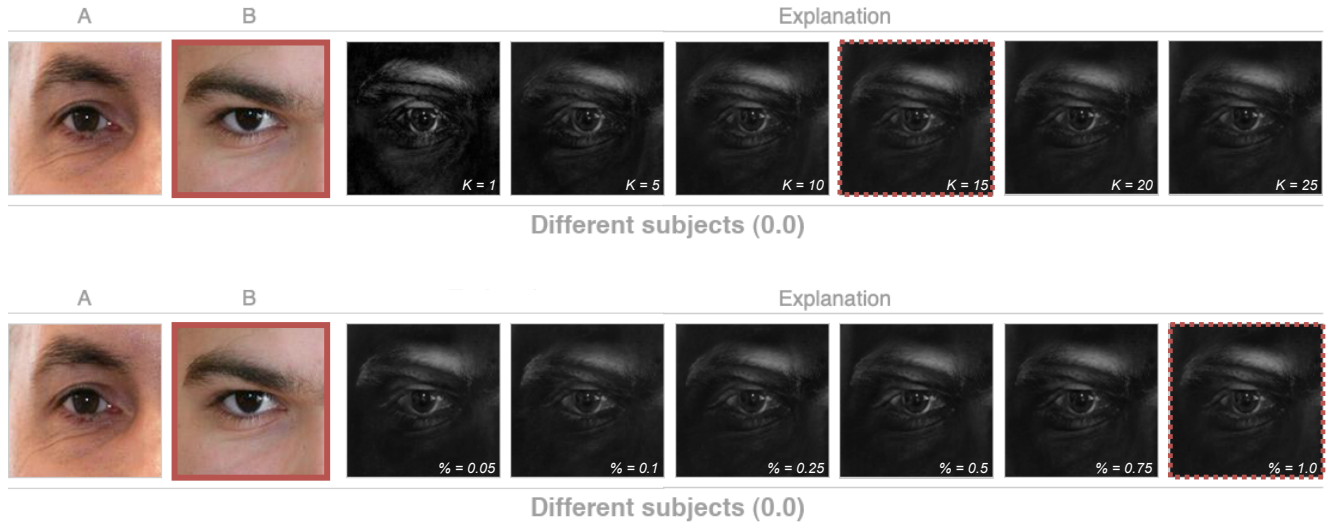 A B Explanation
K = 1 K = 5 K = 10 K = 15 K = 20 K = 25
Different subjects (0.0)
A B Explanation
% = 0.05 % = 0.1 % = 0.25 % = 0.5 % = 0.75 % = 1.0
Different subjects (0.0)